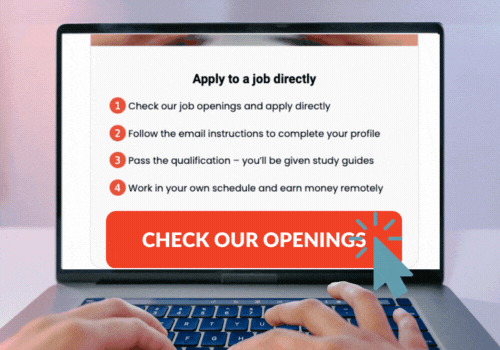 Apply to a job directly
1 Check our job openings and apply directly
2 Follow the email instructions to complete your profile
3 Pass the qualification – you'll be given study guides
4 Work in your own schedule and earn money remotely
CHECK OUR OPENINGS